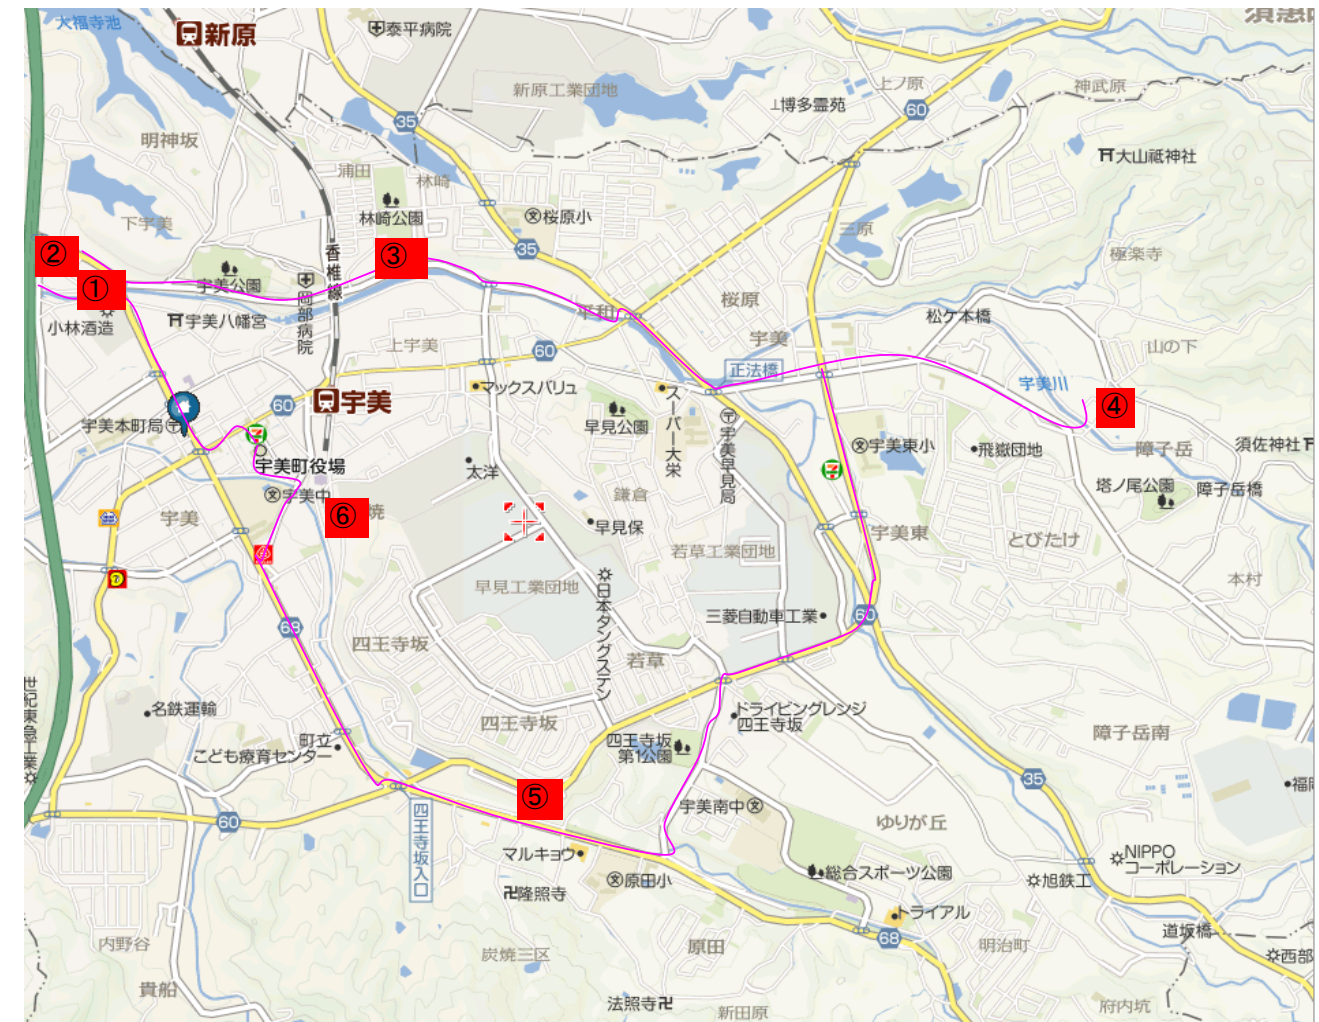 大福寺池
新原
泰平病院
須恵
新原工業団地
上ノ原
神武原
博多霊苑
60
35
明神坂
大山祇神社
浦田
林崎
林崎公園
桜原小
下宇美
三原
②
香椎線
③
35
極楽寺
①
宇美公園
岡部病院
桜原
平和
松ケ本橋
小林酒造
宇美八幡宮
宇美
上宇美
60
山の下
正法橋
宇美川
マックスバリュ
スーパー大栄
60
宇美
④
早見公園
宇美本町局
宇美早見局
宇美東小
飛嶽団地
障子岳
須佐神社
宇美町役場
太洋
塔ノ尾公園
障子岳橋
宇美中
鎌倉
⑥
焼
宇美
早見保
宇美東
とびたけ
若草工業団地
早見工業団地
日本タングステン
本村
三菱自動車工業
60
68
四王寺坂
若草
世紀東急工業
名鉄運輸
ドライビングレンジ
四王寺坂
四王寺坂
町立
こども療育センター
四王寺坂
第1公園
障子岳南
35
福岡
⑤
宇美南中
60
四王寺坂入口
ゆりが丘
マルキョウ
NIPPO
コーポレーション
原田小
総合スポーツ公園
旭鉄工
隆照寺
トライアル
道坂橋
68
内野谷
炭焼三区
原田
明治町
西部
貴船
法照寺
新田原
府内坑